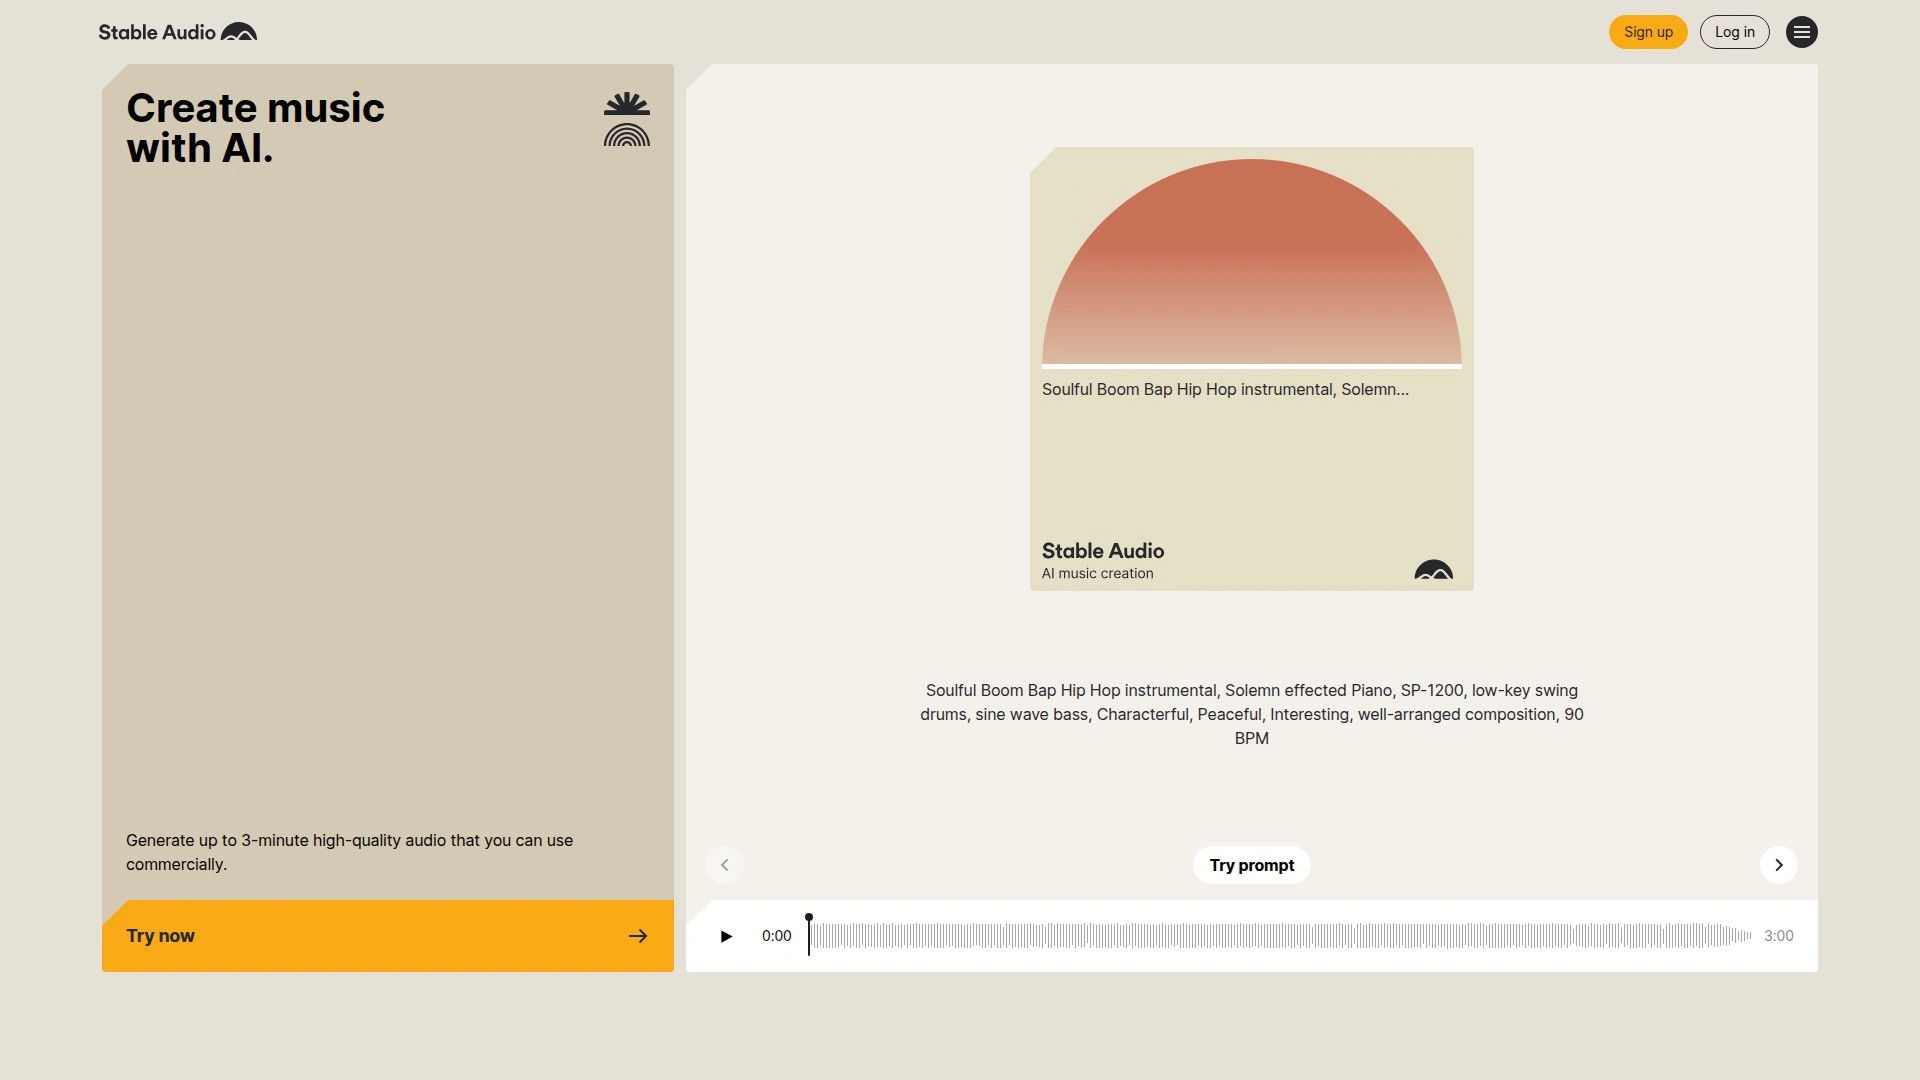 Stable Audio
Sign up
Log in
Create music
with AI.
Generate up to 3-minute high-quality audio that you can use
commercially.
Try now
Soulful Boom Bap Hip Hop instrumental, Solemn...
Stable Audio
AI music creation
Soulful Boom Bap Hip Hop instrumental, Solemn effected Piano, SP-1200, low-key swing
drums, sine wave bass, Characterful, Peaceful, Interesting, well-arranged composition, 90
BPM
Try prompt
0:00
3:00